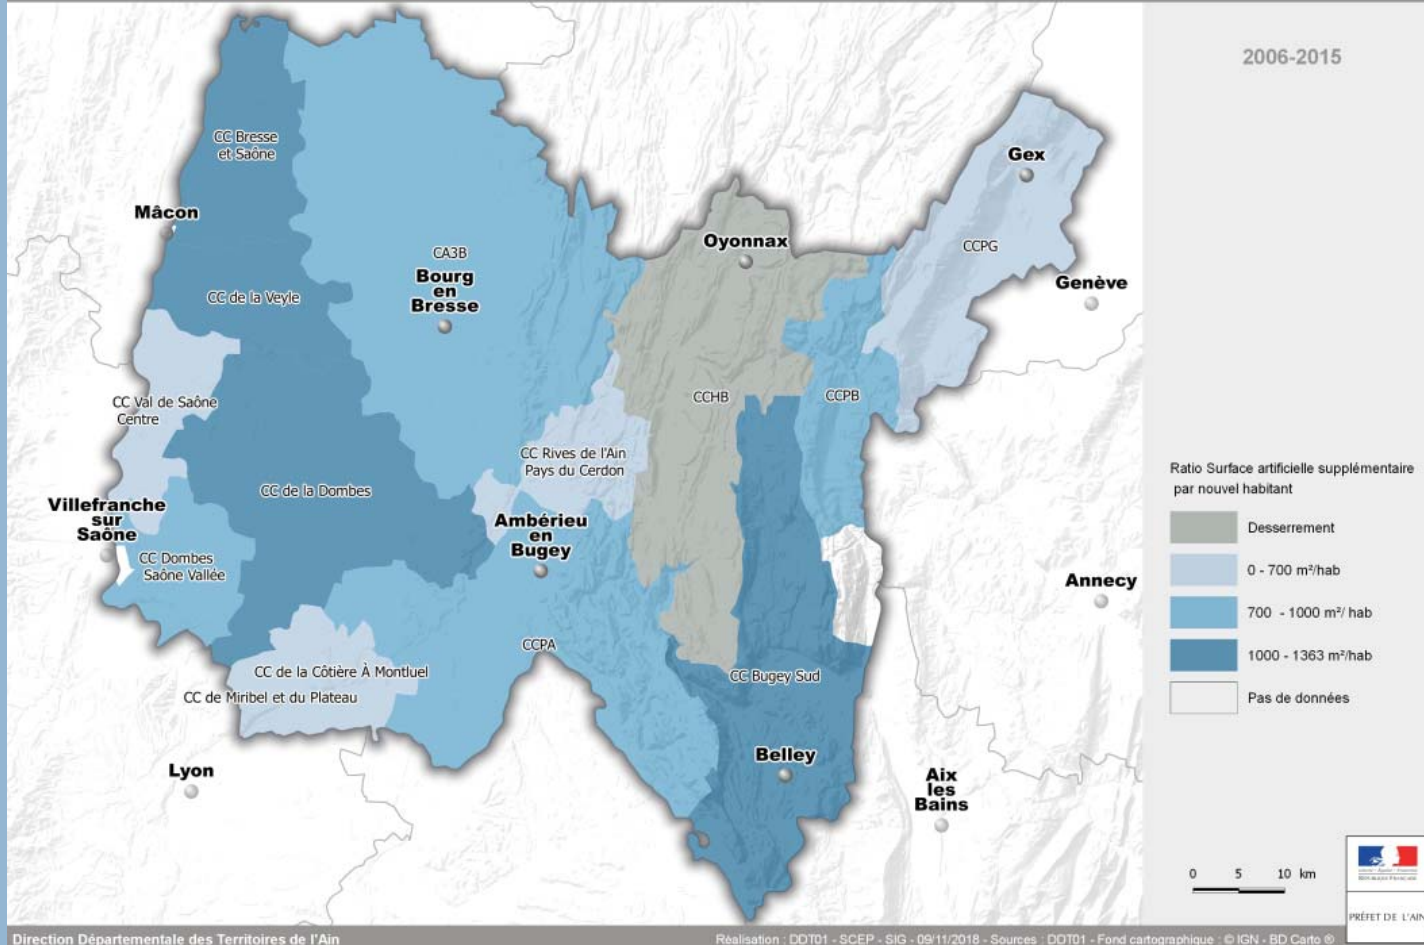 2006-2015
CC Bresse
et Saône
Gex
Mâcon
Oyonnax
CCPG
CA3B
Bourg
en
Bresse
Genève
CC de la Veyle
CC Val de Saône
Centre
CCHB
CCPB
CC Rives de l'Ain
Pays du Cerdon
CC de la Dombes
Villefranche
sur
Saône
Ambérieu
en
Bugey
CC Dombes
Saône Vallée
Annecy
CCPA
CC de la Côtière À Montluel
CC de Miribel et du Plateau
CC Bugey Sud
Lyon
Belley
Aix
les
Bains
Ratio Surface artificielle supplémentaire
par nouvel habitant
Desserrement
0 - 700 m²/hab
700 - 1000 m²/ hab
1000 - 1363 m²/hab
Pas de données
0 5 10 km
PRÉFET DE L'AIN
Direction Départementale des Territoires de l'Ain
Réalisation : DDT01 - SCEP - SIG - 09/11/2018 - Sources : DDT01 - Fond cartographique : © IGN - BD Carto ®